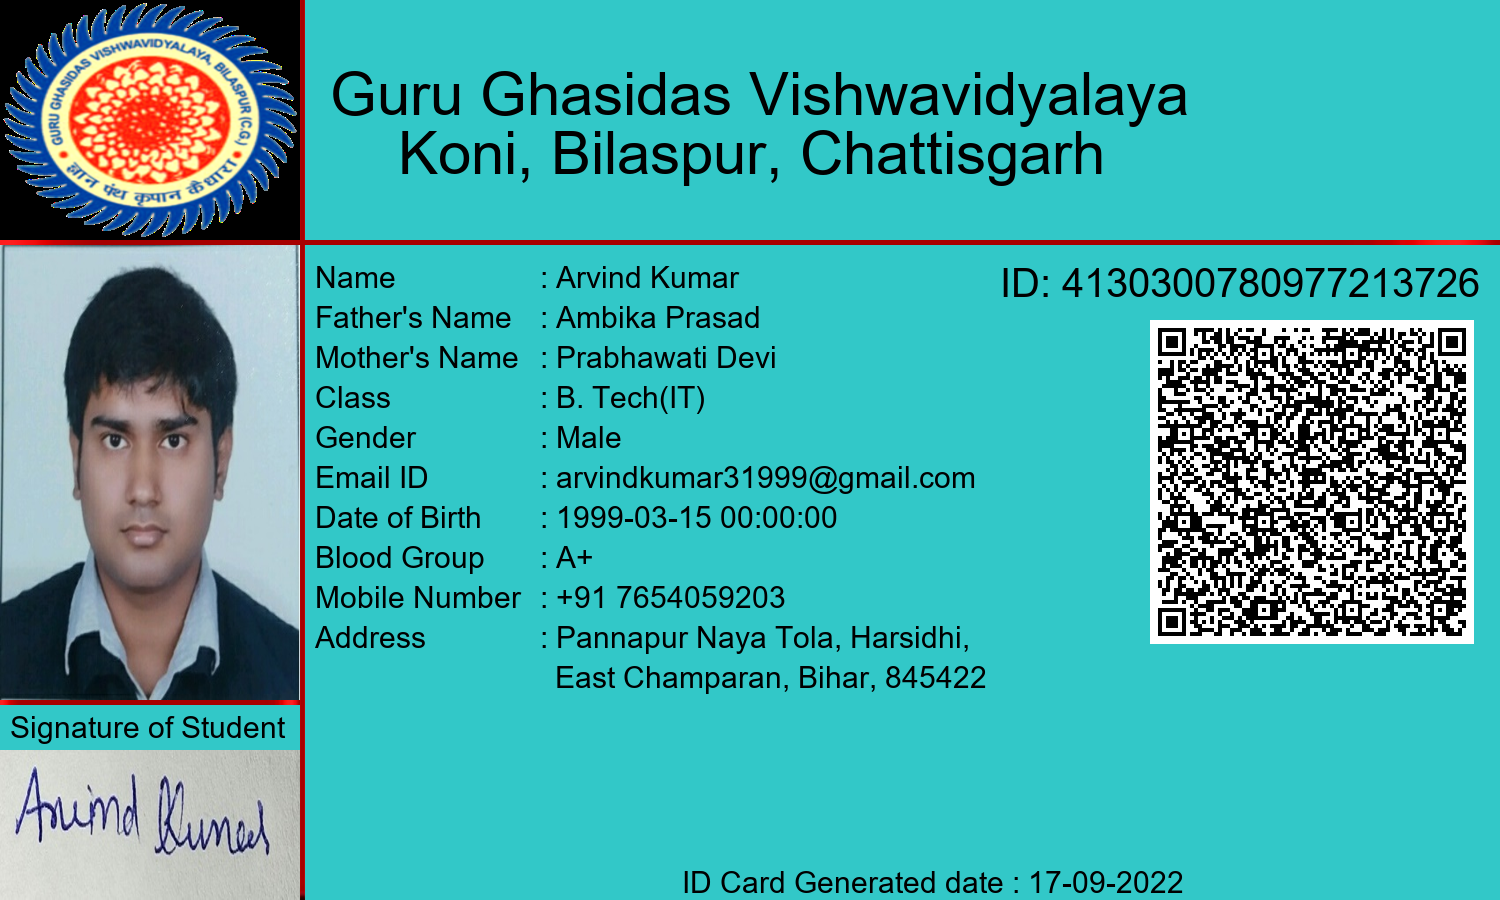 GURU GHASIDAS VISHWAVIDYALAYA, BILASPUR (C.G.)
ज्ञान पंथ कृपान कै धारा
Guru Ghasidas Vishwavidyalaya
Koni, Bilaspur, Chattisgarh
ID: 4130300780977213726
Name : Arvind Kumar
Father's Name : Ambika Prasad
Mother's Name : Prabhawati Devi
Class : B. Tech(IT)
Gender : Male
Email ID : arvindkumar31999@gmail.com
Date of Birth : 1999-03-15 00:00:00
Blood Group : A+
Mobile Number : +91 7654059203
Address : Pannapur Naya Tola, Harsidhi,
East Champaran, Bihar, 845422
Signature of Student
Arvind Kumar
ID Card Generated date : 17-09-2022